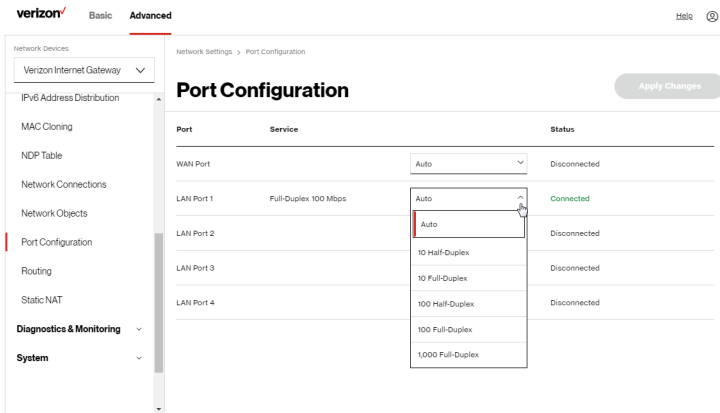 verizon
Basic
Advanced
Help
Network Devices
Verizon Internet Gateway
IPv6 Address Distribution
MAC Cloning
NDP Table
Network Connections
Network Objects
Port Configuration
Routing
Static NAT
Diagnostics & Monitoring
System
Network Settings > Port Configuration
Port Configuration
Apply Changes
Port Service Status
WAN Port Auto Disconnected
LAN Port 1 Full-Duplex 100 Mbps Auto Connected
Auto
LAN Port 2 Disconnected
10 Half-Duplex
LAN Port 3 Disconnected
10 Full-Duplex
LAN Port 4 100 Half-Duplex Disconnected
100 Full-Duplex
1,000 Full-Duplex